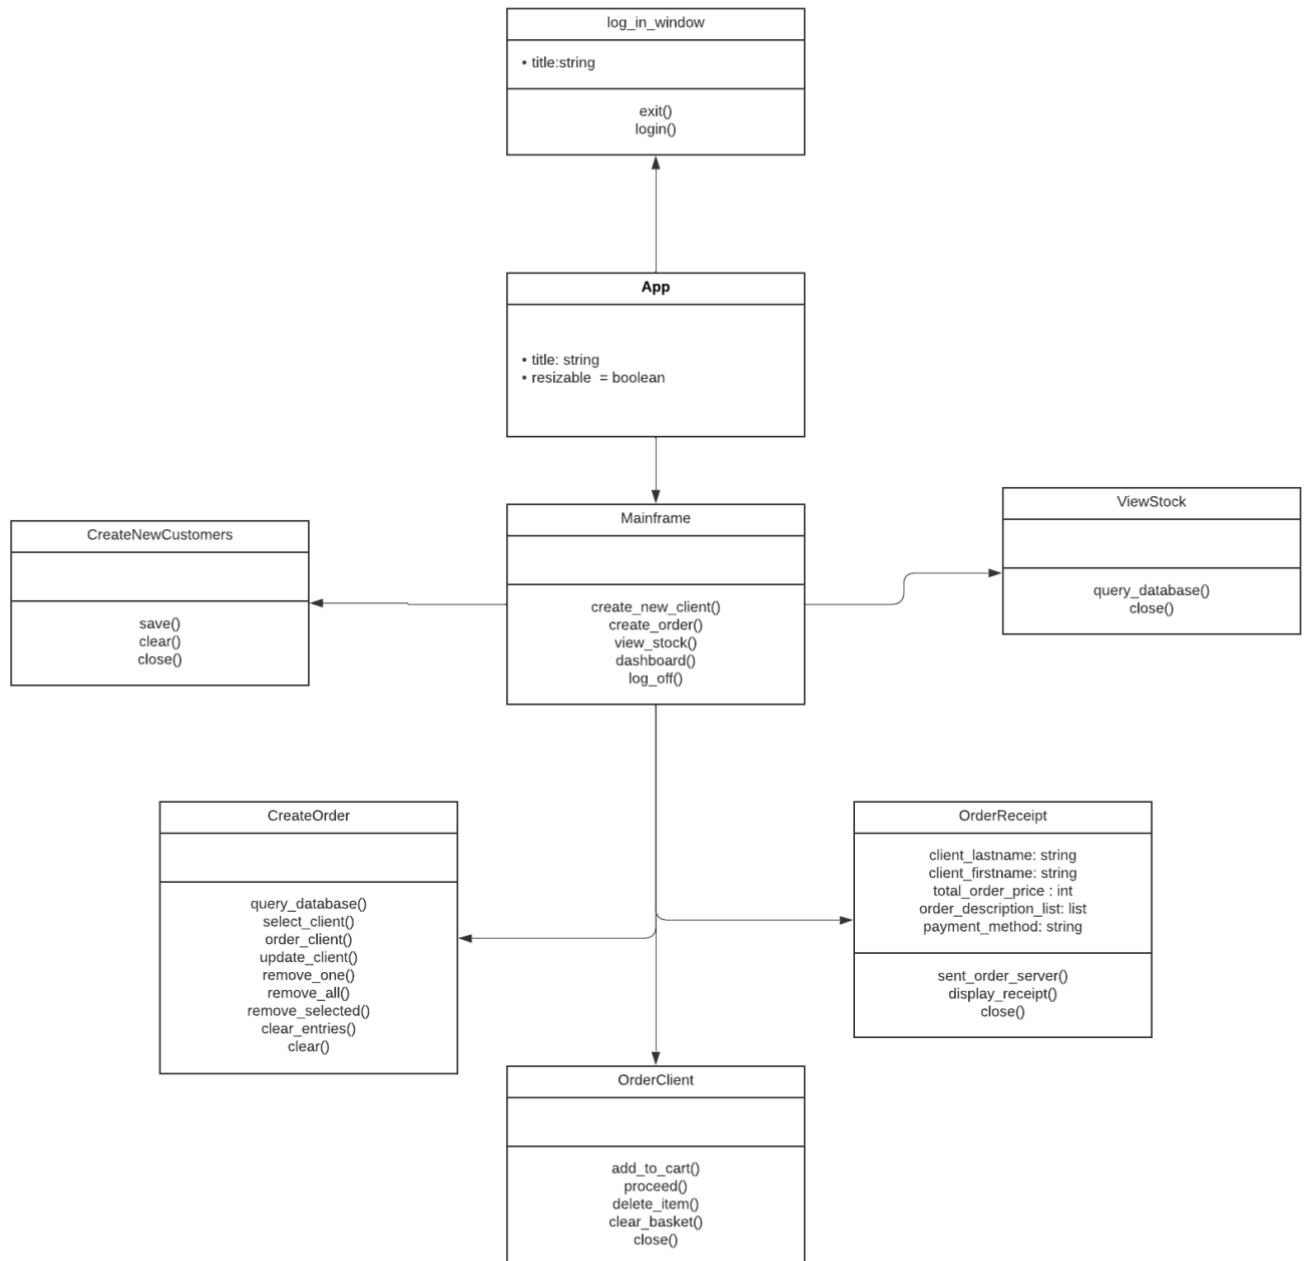 log_in_window
• title:string
exit()
login()
App
• title: string
• resizable  = boolean
Mainframe
create_new_client()
create_order()
view_stock()
dashboard()
log_off()
CreateNewCustomers
save()
clear()
close()
ViewStock
query_database()
close()
CreateOrder
query_database()
select_client()
order_client()
update_client()
remove_one()
remove_all()
remove_selected()
clear_entries()
clear()
OrderReceipt
client_lastname: string
client_firstname: string
total_order_price : int
order_description_list: list
payment_method: string
sent_order_server()
display_receipt()
close()
OrderClient
add_to_cart()
proceed()
delete_item()
clear_basket()
close()